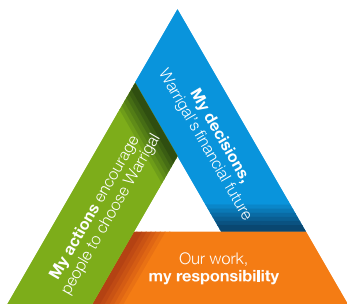 My decisions,
Warrigal's financial future
My actions encourage
people to choose Warrigal
Our work,
my responsibility